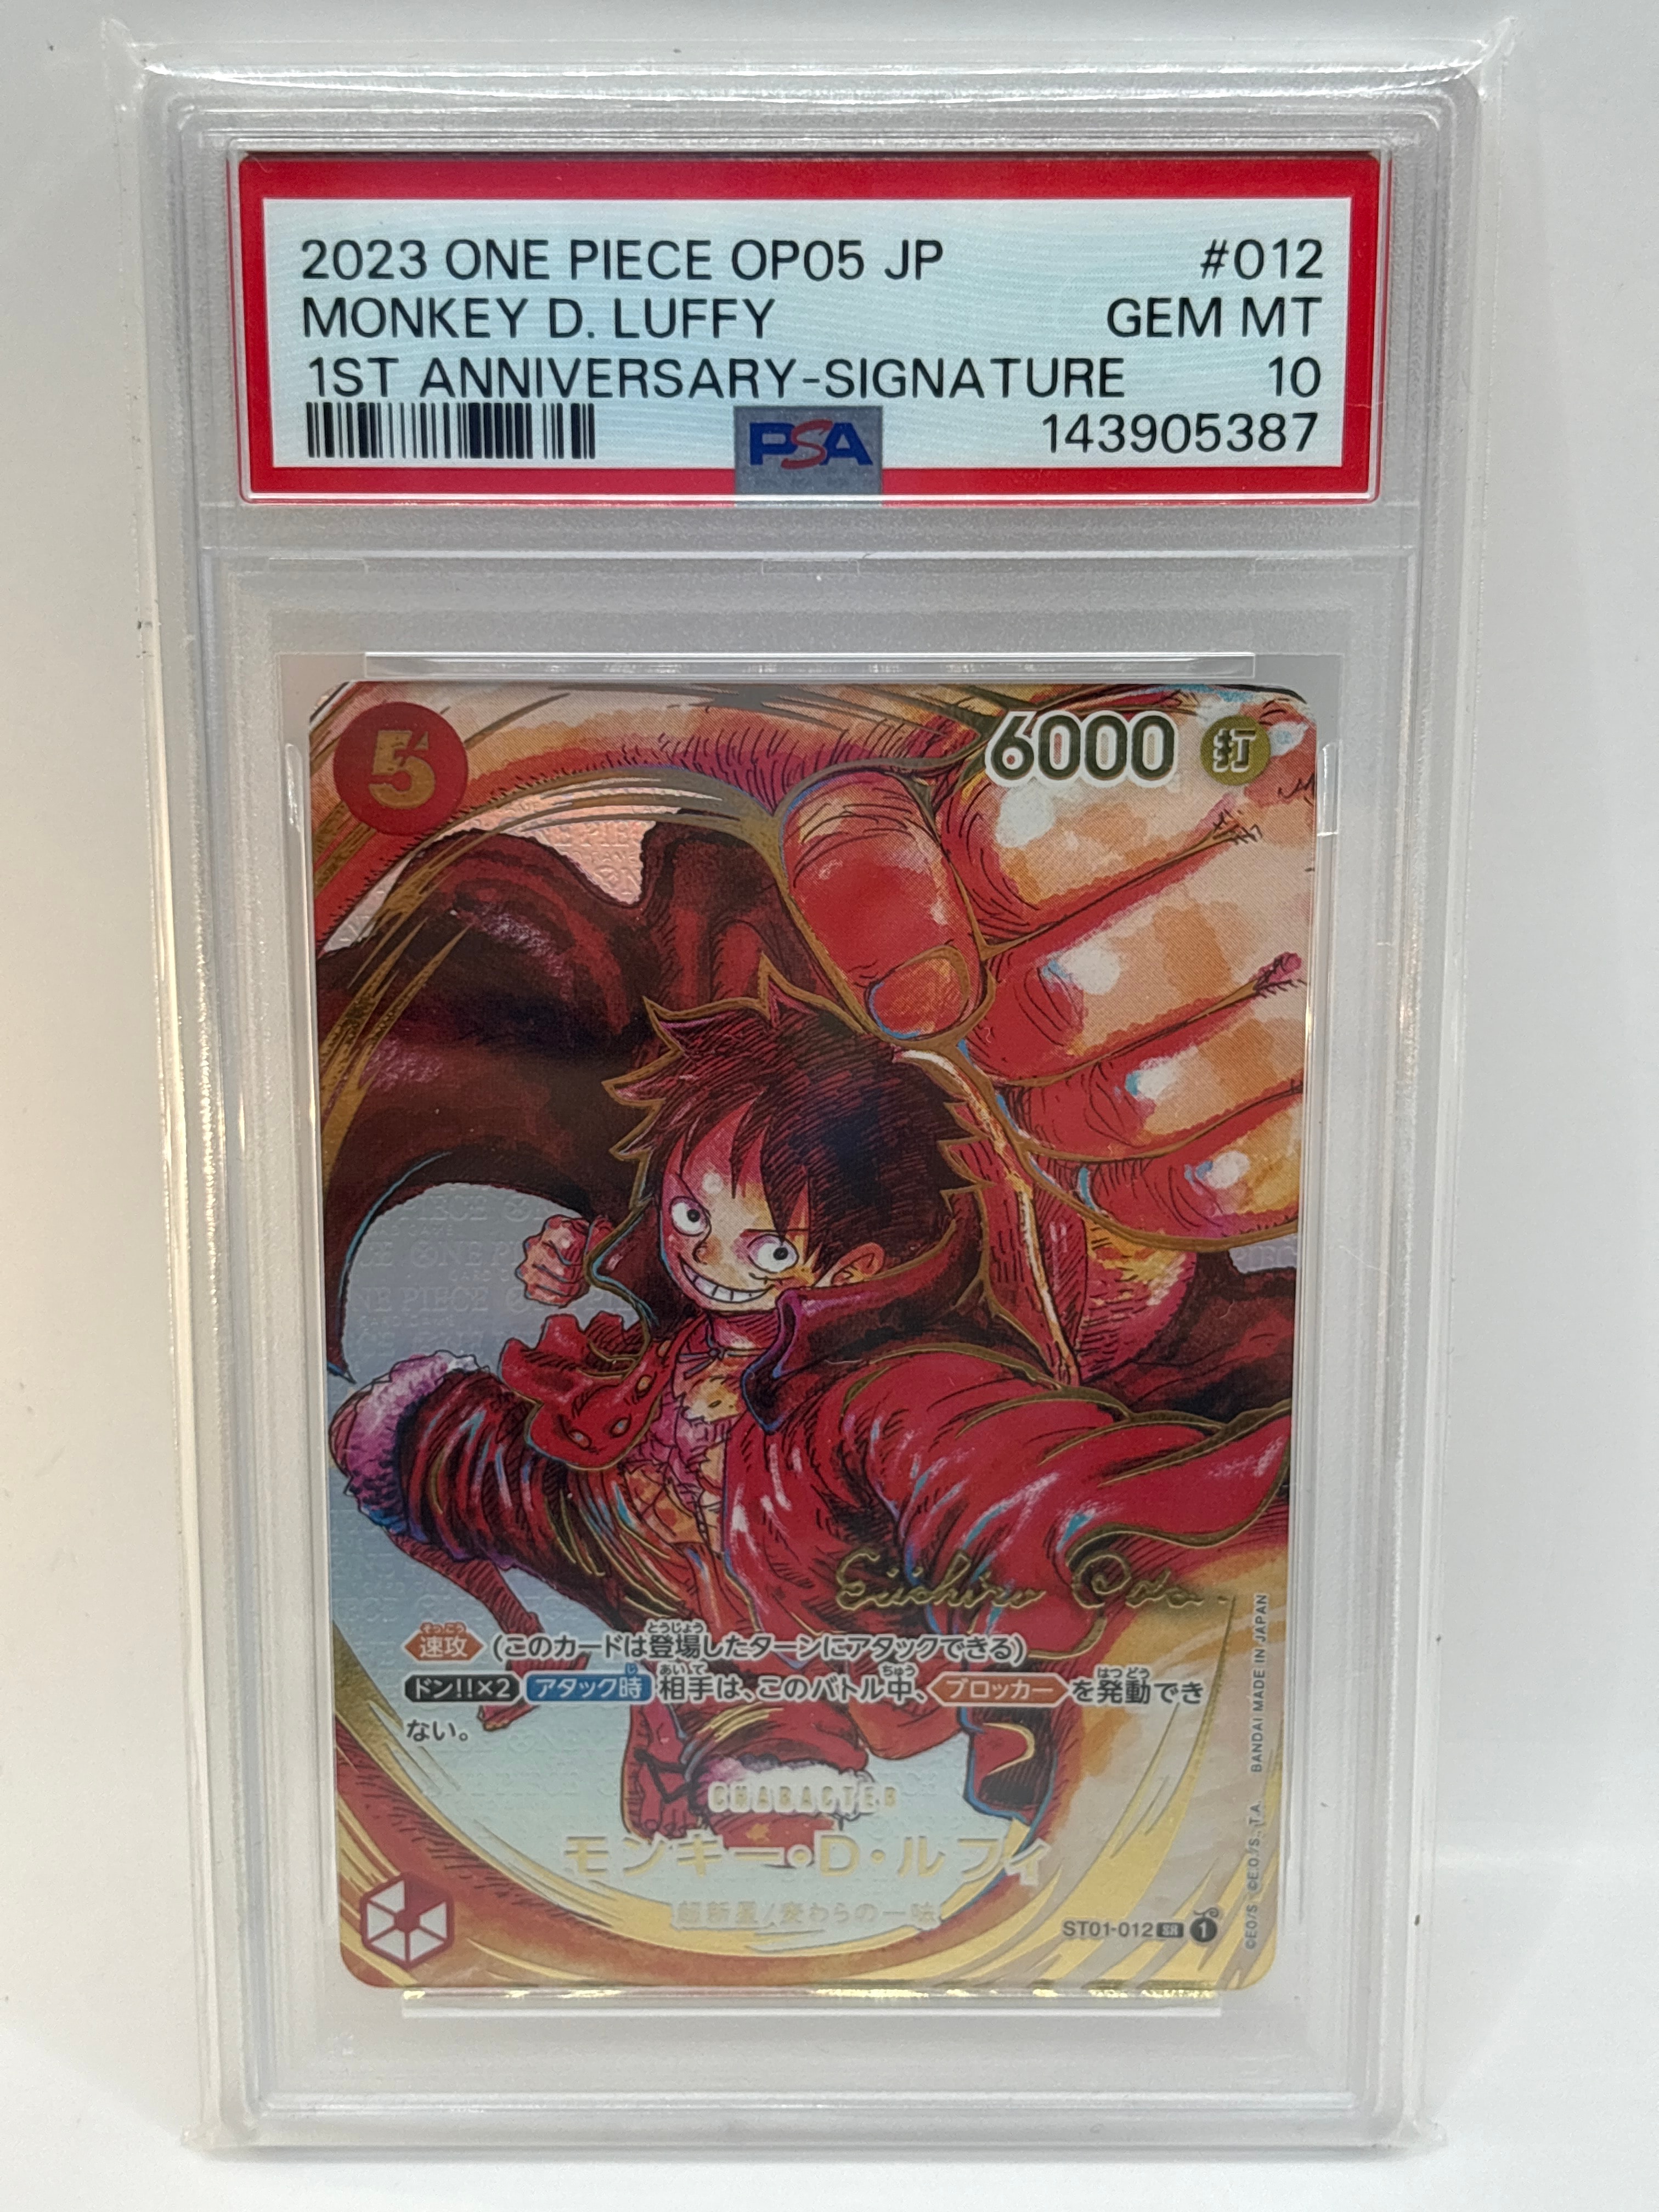 2023 ONE PIECE OP05 JP #012
MONKEY D. LUFFY GEM MT
1ST ANNIVERSARY-SIGNATURE 10
PSA 143905387
5 6000 打
Eiichiro Oda
速攻 (このカードは登場したターンにアタックできる)
ドン!!×2 アタック時 相手は、このバトル中、ブロッカーを発動でき
ない。
CHARACTER
モンキー・D・ルフィ
超新星/麦わらの一味
ST01-012 SR 1
©E.O./S. ©E.O./S., T.A. BANDAI MADE IN JAPAN